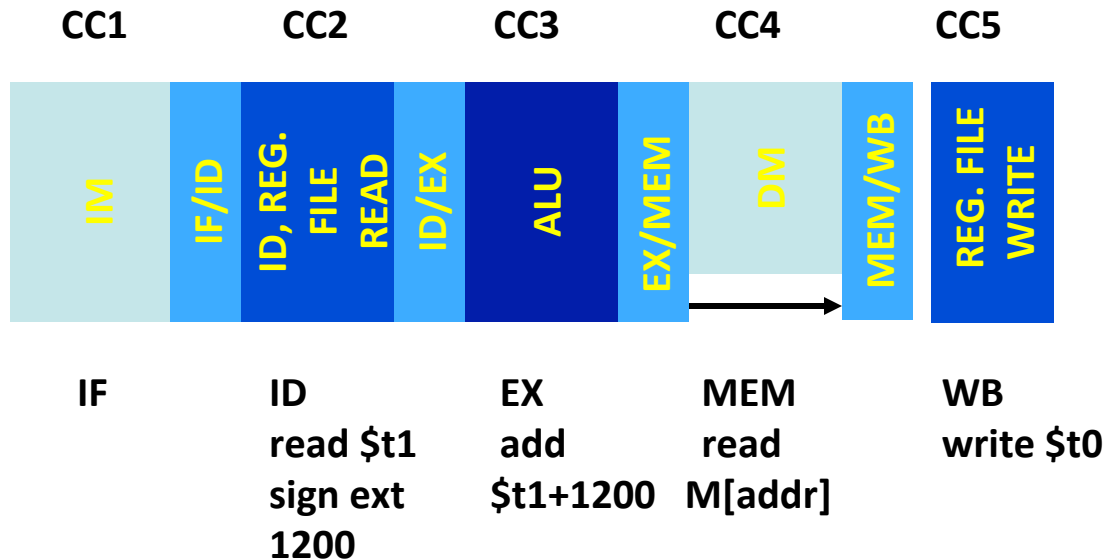 CC1 CC2 CC3 CC4 CC5
IM
IF/ID
ID, REG.
FILE
READ
ID/EX
ALU
EX/MEM
DM
MEM/WB
REG. FILE
WRITE
IF
ID
read $t1
sign ext
1200
EX
add
$t1+1200
MEM
read
M[addr]
WB
write $t0